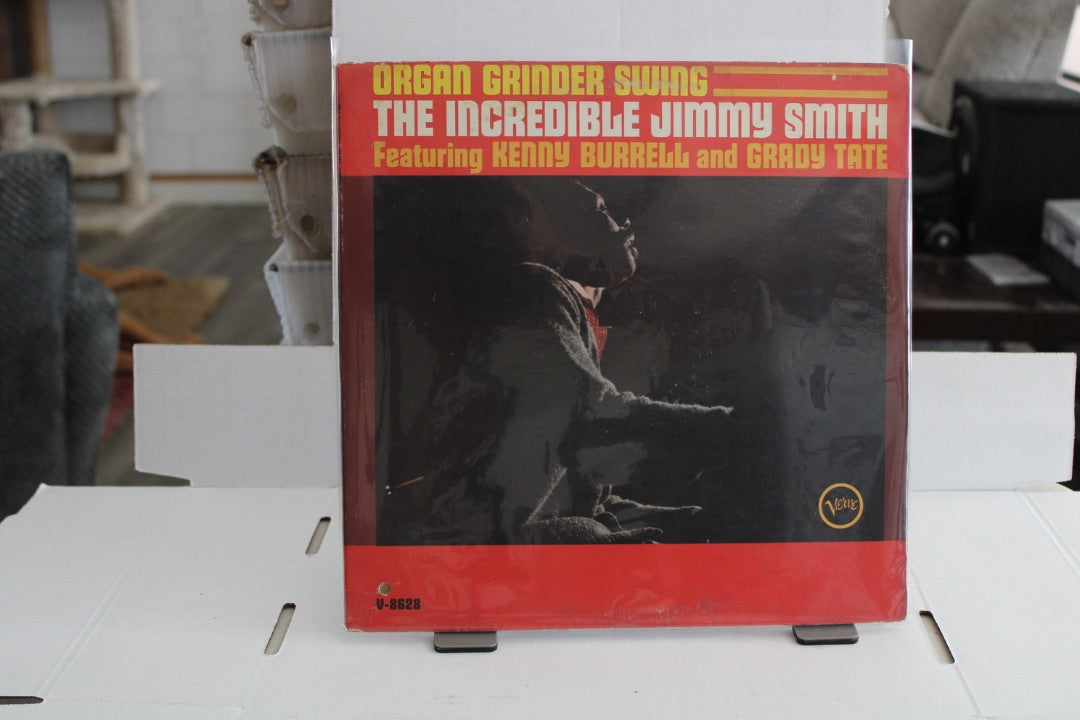 ORGAN GRINDER SWING
THE INCREDIBLE JIMMY SMITH
Featuring KENNY BURRELL and GRADY TATE
VERVE
V-8628